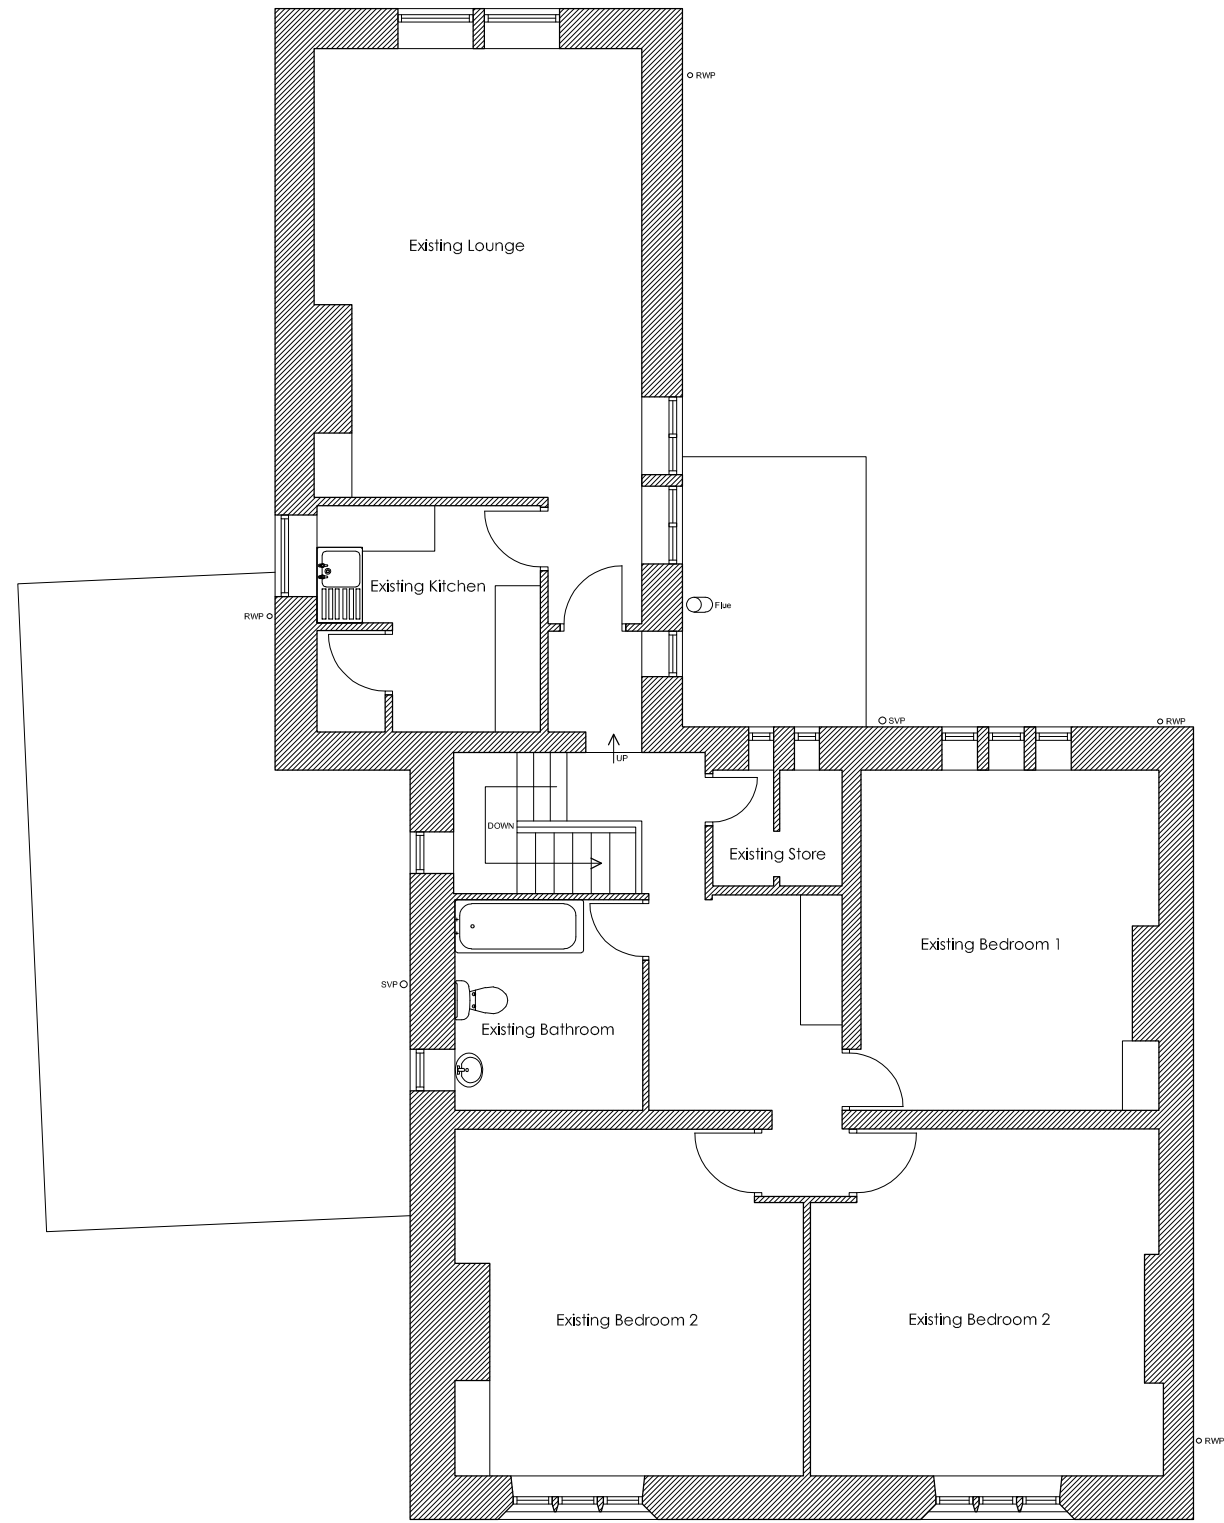 RWP
Existing Lounge
Existing Kitchen
Flue
RWP
SVP
RWP
UP
DOWN
Existing Store
Existing Bedroom 1
SVP
Existing Bathroom
Existing Bedroom 2
Existing Bedroom 2
RWP